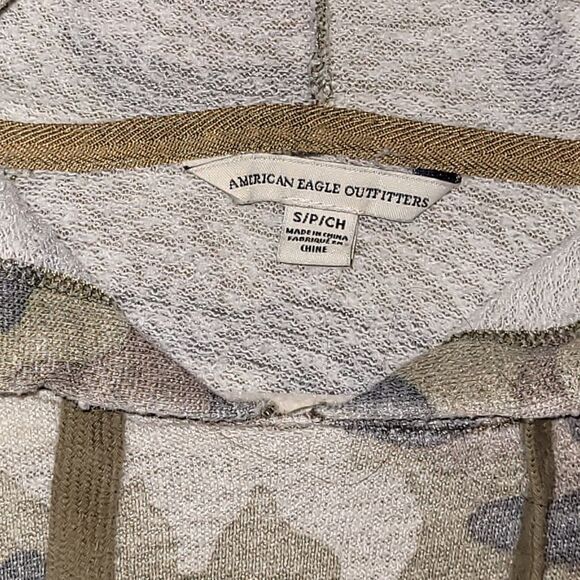 AMERICAN EAGLE OUTFITTERS
S/P/CH
MADE IN CHINA
FABRIQUÉ EN
CHINE